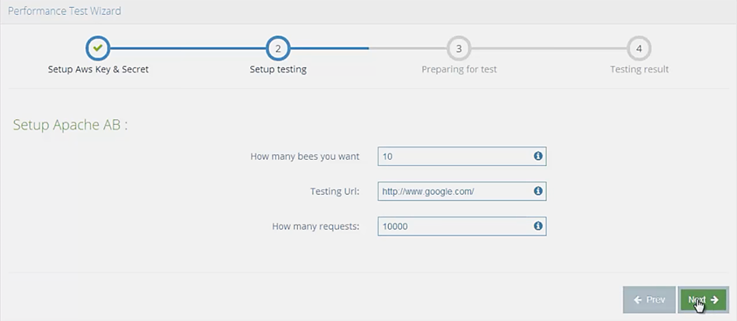 Performance Test Wizard
2
3
4
Setup Aws Key & Secret
Setup testing
Preparing for test
Testing result
Setup Apache AB :
How many bees you want
10
Testing Url:
http://www.google.com/
How many requests:
10000
Prev
Next